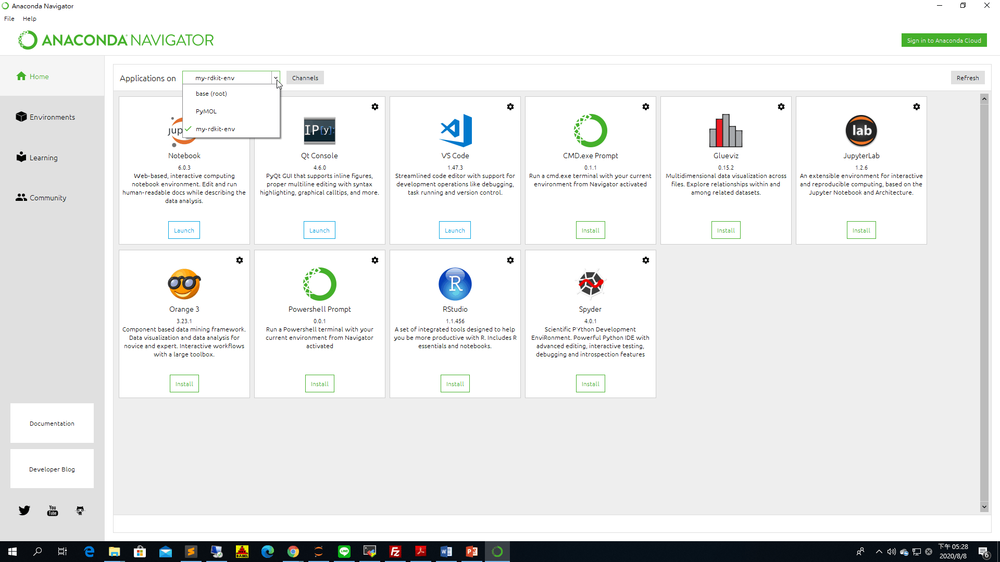 Anaconda Navigator
File Help
ANACONDA NAVIGATOR
Sign in to Anaconda Cloud
Home
Environments
Learning
Community
Documentation
Developer Blog
You
Tube
Applications on my-rdkit-env Channels Refresh
base (root)
PyMOL
my-rdkit-env
Notebook
6.0.3
Web-based, interactive computing
notebook environment. Edit and run
human-readable docs while describing the
data analysis.
Launch
IP[y]:
Qt Console
4.6.0
PyQt GUI that supports inline figures,
proper multiline editing with syntax
highlighting, graphical calltips, and more.
Launch
VS Code
1.47.3
Streamlined code editor with support for
development operations like debugging,
task running and version control.
Launch
CMD.exe Prompt
0.1.1
Run a cmd.exe terminal with your current
environment from Navigator activated
Install
Glueviz
0.15.2
Multidimensional data visualization across
files. Explore relationships within and
among related datasets.
Install
lab
JupyterLab
1.2.6
An extensible environment for interactive
and reproducible computing, based on the
Jupyter Notebook and Architecture.
Install
Orange 3
3.23.1
Component based data mining framework.
Data visualization and data analysis for
novice and expert. Interactive workflows
with a large toolbox.
Install
Powershell Prompt
0.0.1
Run a Powershell terminal with your
current environment from Navigator
activated
Install
R
RStudio
1.1.456
A set of integrated tools designed to help
you be more productive with R. Includes R
essentials and notebooks.
Install
Spyder
4.0.1
Scientific PYthon Development
EnviRonment. Powerful Python IDE with
advanced editing, interactive testing,
debugging and introspection features
Install
BABEL
LINE
下午 05:28
2020/8/8
6